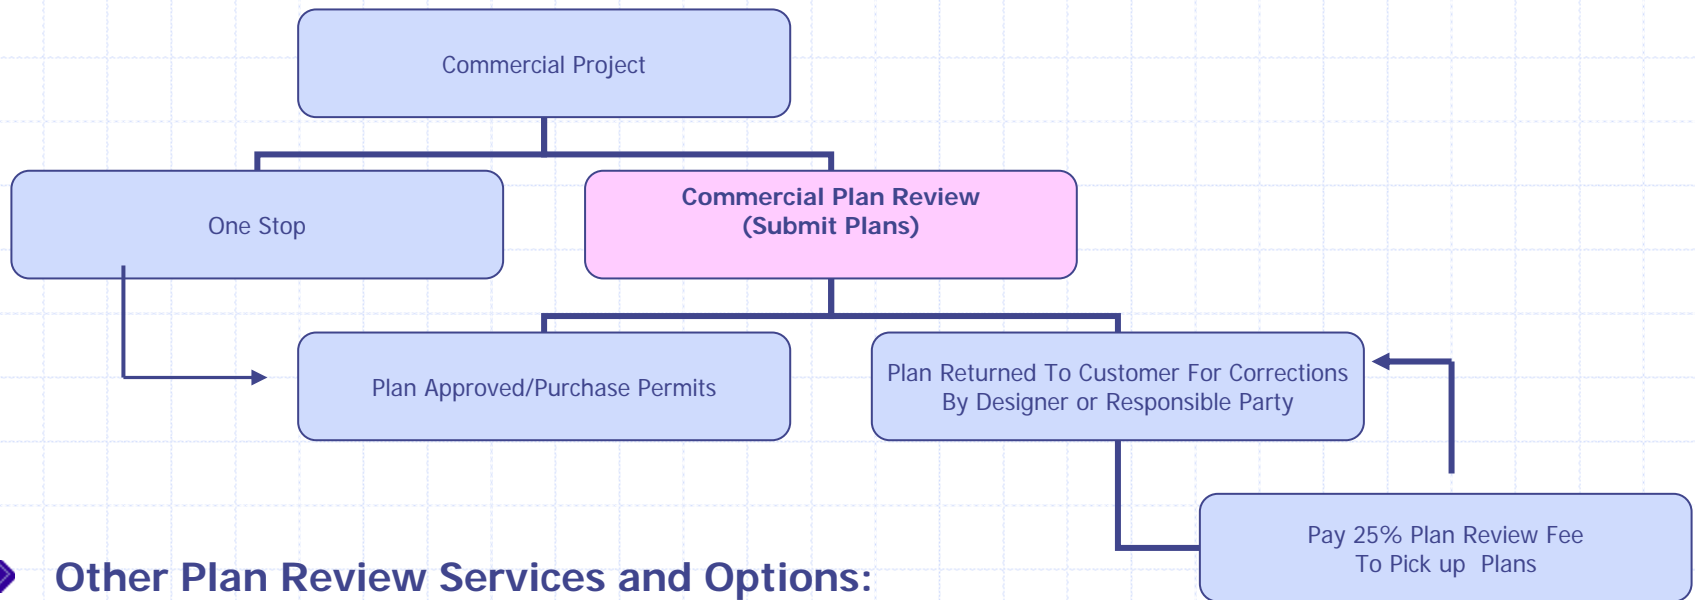 Commercial Project
One Stop
Commercial Plan Review
(Submit Plans)
Plan Approved/Purchase Permits
Plan Returned To Customer For Corrections
By Designer or Responsible Party
Pay 25% Plan Review Fee
To Pick up  Plans
Other Plan Review Services and Options: